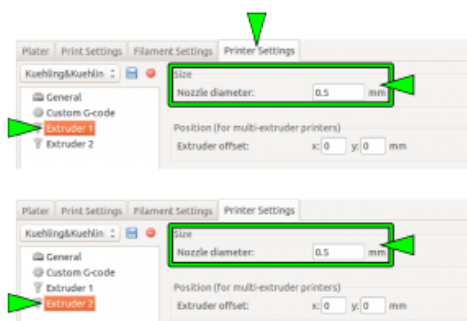 Plater Print Settings Filament Settings Printer Settings
Kuehling&Kuehlin
Size
Nozzle diameter: 0.5 mm
General
Custom G-code
Extruder 1
Position (for multi-extruder printers)
Extruder 2
Extruder offset: x: 0 y: 0 mm
Plater Print Settings Filament Settings Printer Settings
Kuehling&Kuehlin
Size
Nozzle diameter: 0.5 mm
General
Custom G-code
Extruder 1
Position (for multi-extruder printers)
Extruder 2
Extruder offset: x: 0 y: 0 mm